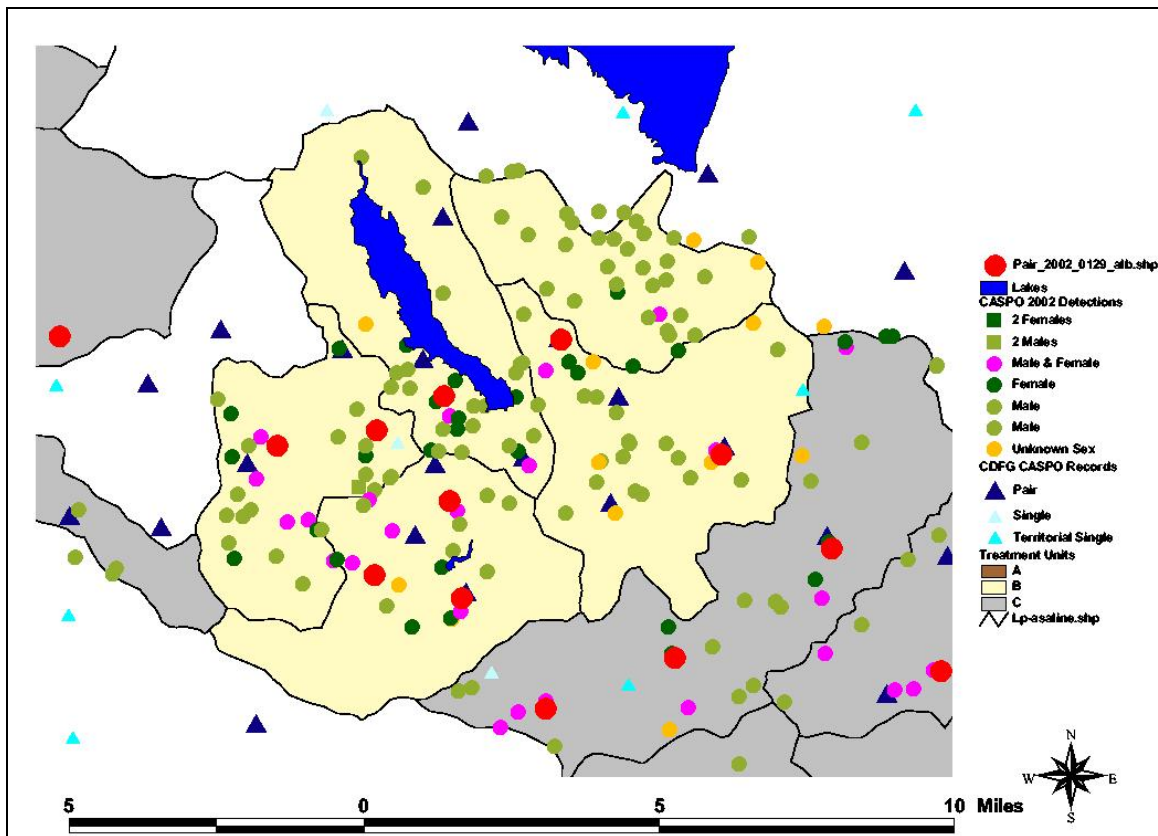 Pair_2002_0129_alb.shp
Lakes
CASPO 2002 Detections
2 Females
2 Males
Male & Female
Female
Male
Male
Unknown Sex
CDFG CASPO Records
Pair
Single
Territorial Single
Treatment Units
A
B
C
Lp-asaline.shp
N
W E
S
5 0 5 10 Miles